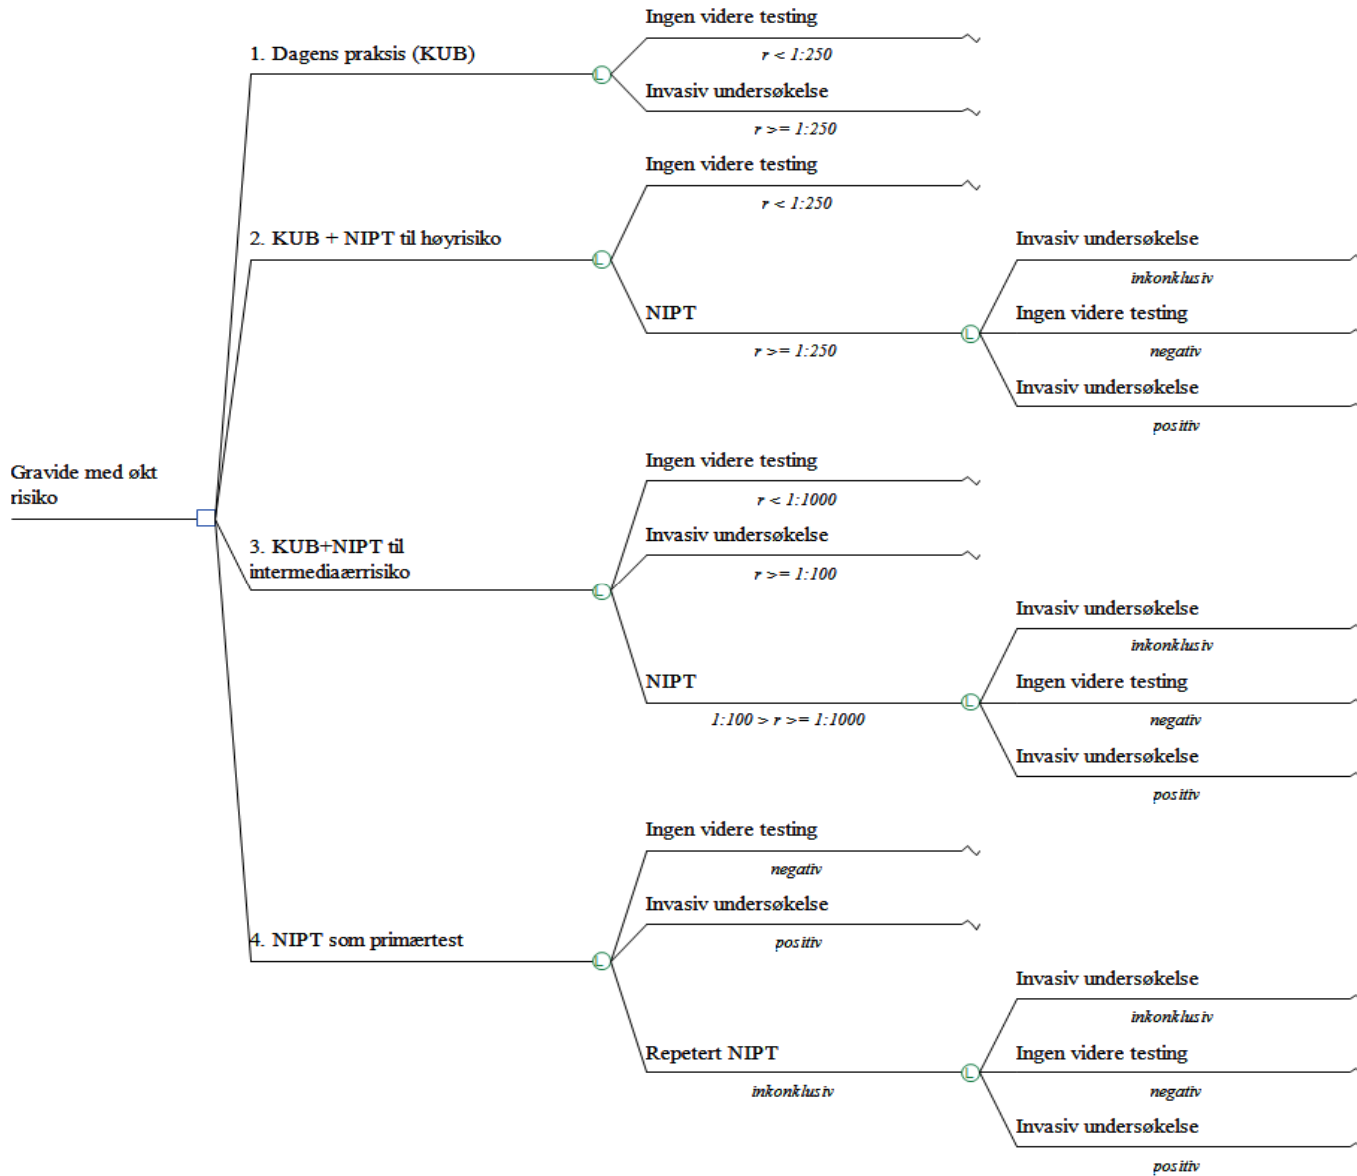 Gravide med økt
risiko
1. Dagens praksis (KUB)
Ingen videre testing
r < 1:250
Invasiv undersøkelse
r >= 1:250
2. KUB + NIPT til høyrisiko
Ingen videre testing
r < 1:250
NIPT
r >= 1:250
Invasiv undersøkelse
inkonklusiv
Ingen videre testing
negativ
Invasiv undersøkelse
positiv
3. KUB+NIPT til
intermediaærrisiko
Ingen videre testing
r < 1:1000
Invasiv undersøkelse
r >= 1:100
NIPT
1:100 > r >= 1:1000
Invasiv undersøkelse
inkonklusiv
Ingen videre testing
negativ
Invasiv undersøkelse
positiv
4. NIPT som primærtest
Ingen videre testing
negativ
Invasiv undersøkelse
positiv
Repetert NIPT
inkonklusiv
Invasiv undersøkelse
inkonklusiv
Ingen videre testing
negativ
Invasiv undersøkelse
positiv
L
L
L
L
L
L
L